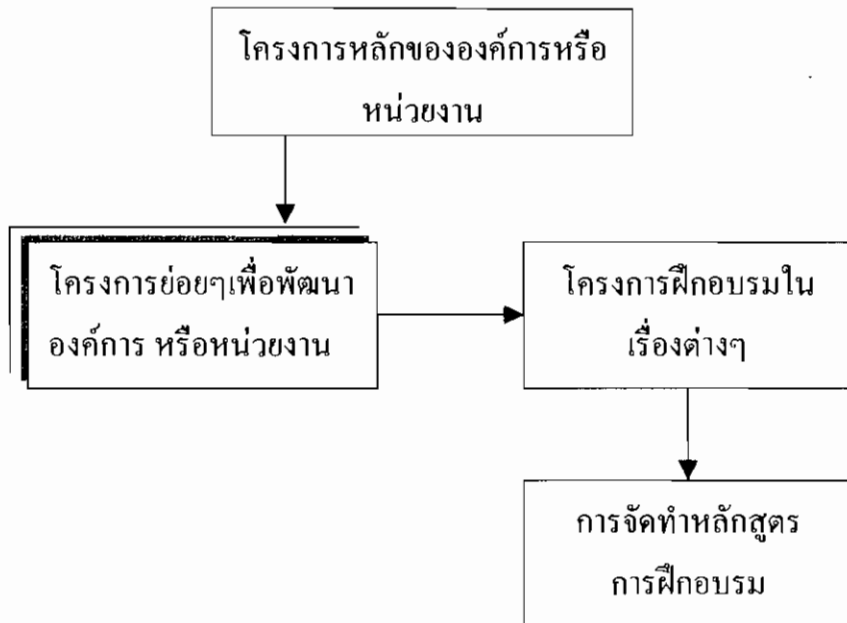 โครงการหลักขององค์การหรือ
หน่วยงาน
โครงการย่อยๆเพื่อพัฒนา
องค์การ หรือหน่วยงาน
โครงการฝึกอบรมใน
เรื่องต่างๆ
การจัดทำหลักสูตร
การฝึกอบรม